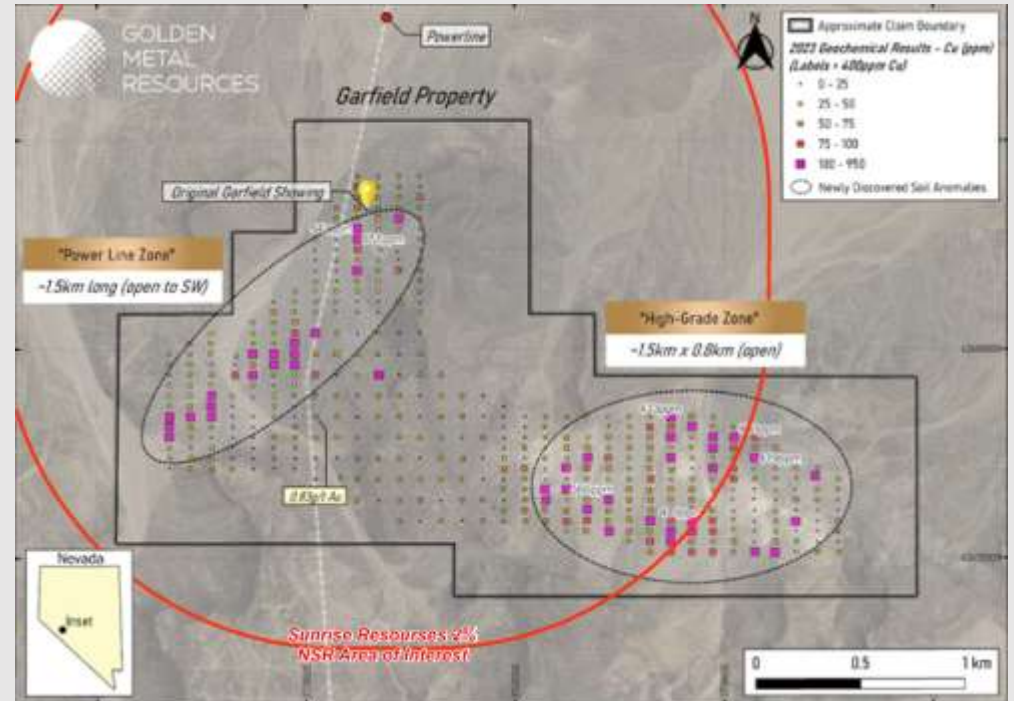 GOLDEN
METAL
RESOURCES
Powerline
N
Garfield Property
Approximate Claim Boundary
2023 Geochemical Results - Cu (ppm)
(Labels > 400ppm Cu)
0 - 25
25 - 50
50 - 75
75 - 100
100 - 950
Newly Discovered Soil Anomalies
Original Garfield Showing
"Power Line Zone"
~1.5km long (open to SW)
"High-Grade Zone"
~1.5km x 0.8km (open)
0.83g/t Au
Nevada
Inset
Sunrise Resourses 2%
NSR Area of Interest
0 0.5 1 km